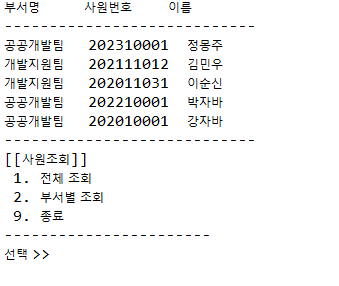 부서명 사원번호 이름
----------------------------
공공개발팀 202310001 정몽주
개발지원팀 202111012 김민우
개발지원팀 202011031 이순신
공공개발팀 202210001 박자바
공공개발팀 202010001 강자바
----------------------------
[[사원조회]]
1. 전체 조회
2. 부서별 조회
9. 종료
-----------------------
선택 >>